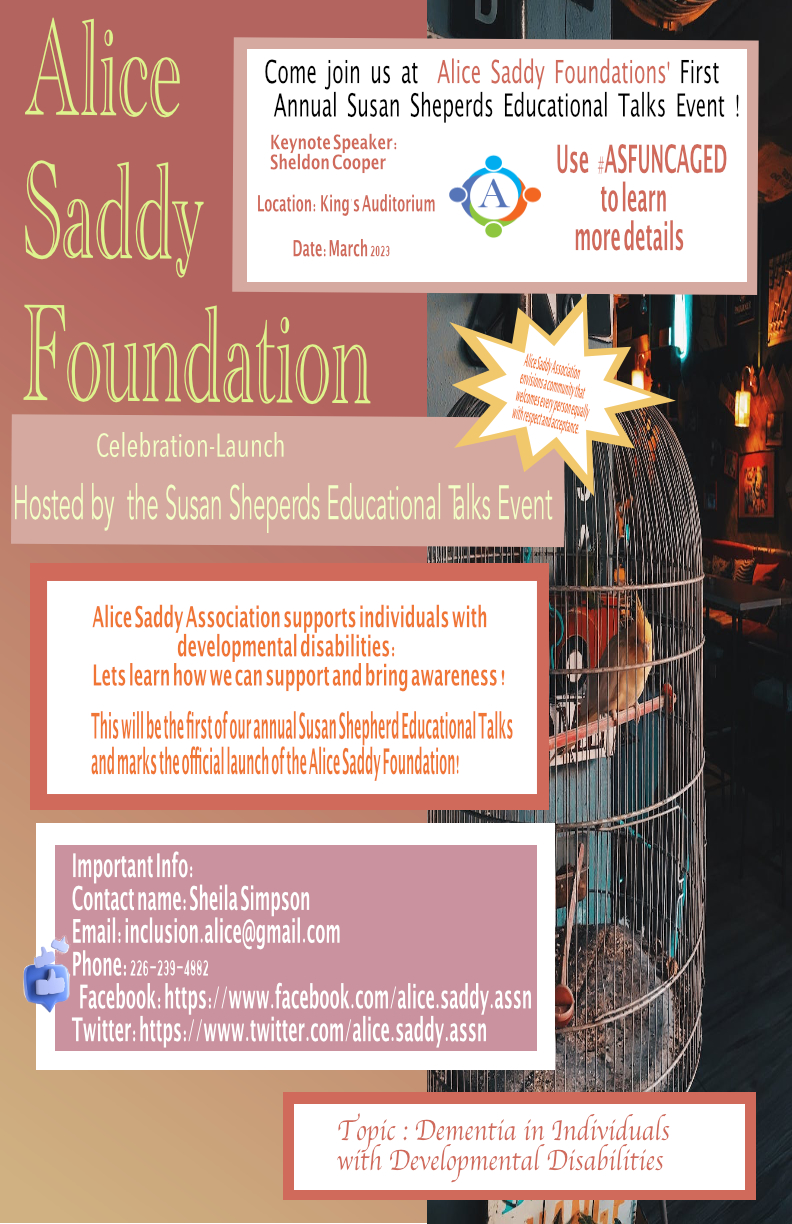 Alice
Saddy
Foundation
Come join us at Alice Saddy Foundations' First
Annual Susan Sheperds Educational Talks Event !
Keynote Speaker:
Sheldon Cooper
Location: King s Auditorium
Date: March 2023
A
Use #ASFUNCAGED
to learn
more details
Alice Saddy Association
envisions a community that
welcomes every person equally
with respect and acceptance
Celebration-Launch
Hosted by the Susan Sheperds Educational Talks Event
Alice Saddy Association supports individuals with
developmental disabilities:
Lets learn how we can support and bring awareness !
This will be the first of our annual Susan Shepherd Educational Talks
and marks the official launch of the Alice Saddy Foundation!
Important Info:
Contact name: Sheila Simpson
Email: inclusion.alice@gmail.com
Phone: 226-239-4882
Facebook: https://www.facebook.com/alice.saddy.assn
Twitter: https://www.twitter.com/alice.saddy.assn
Topic : Dementia in Individuals
with Developmental Disabilities